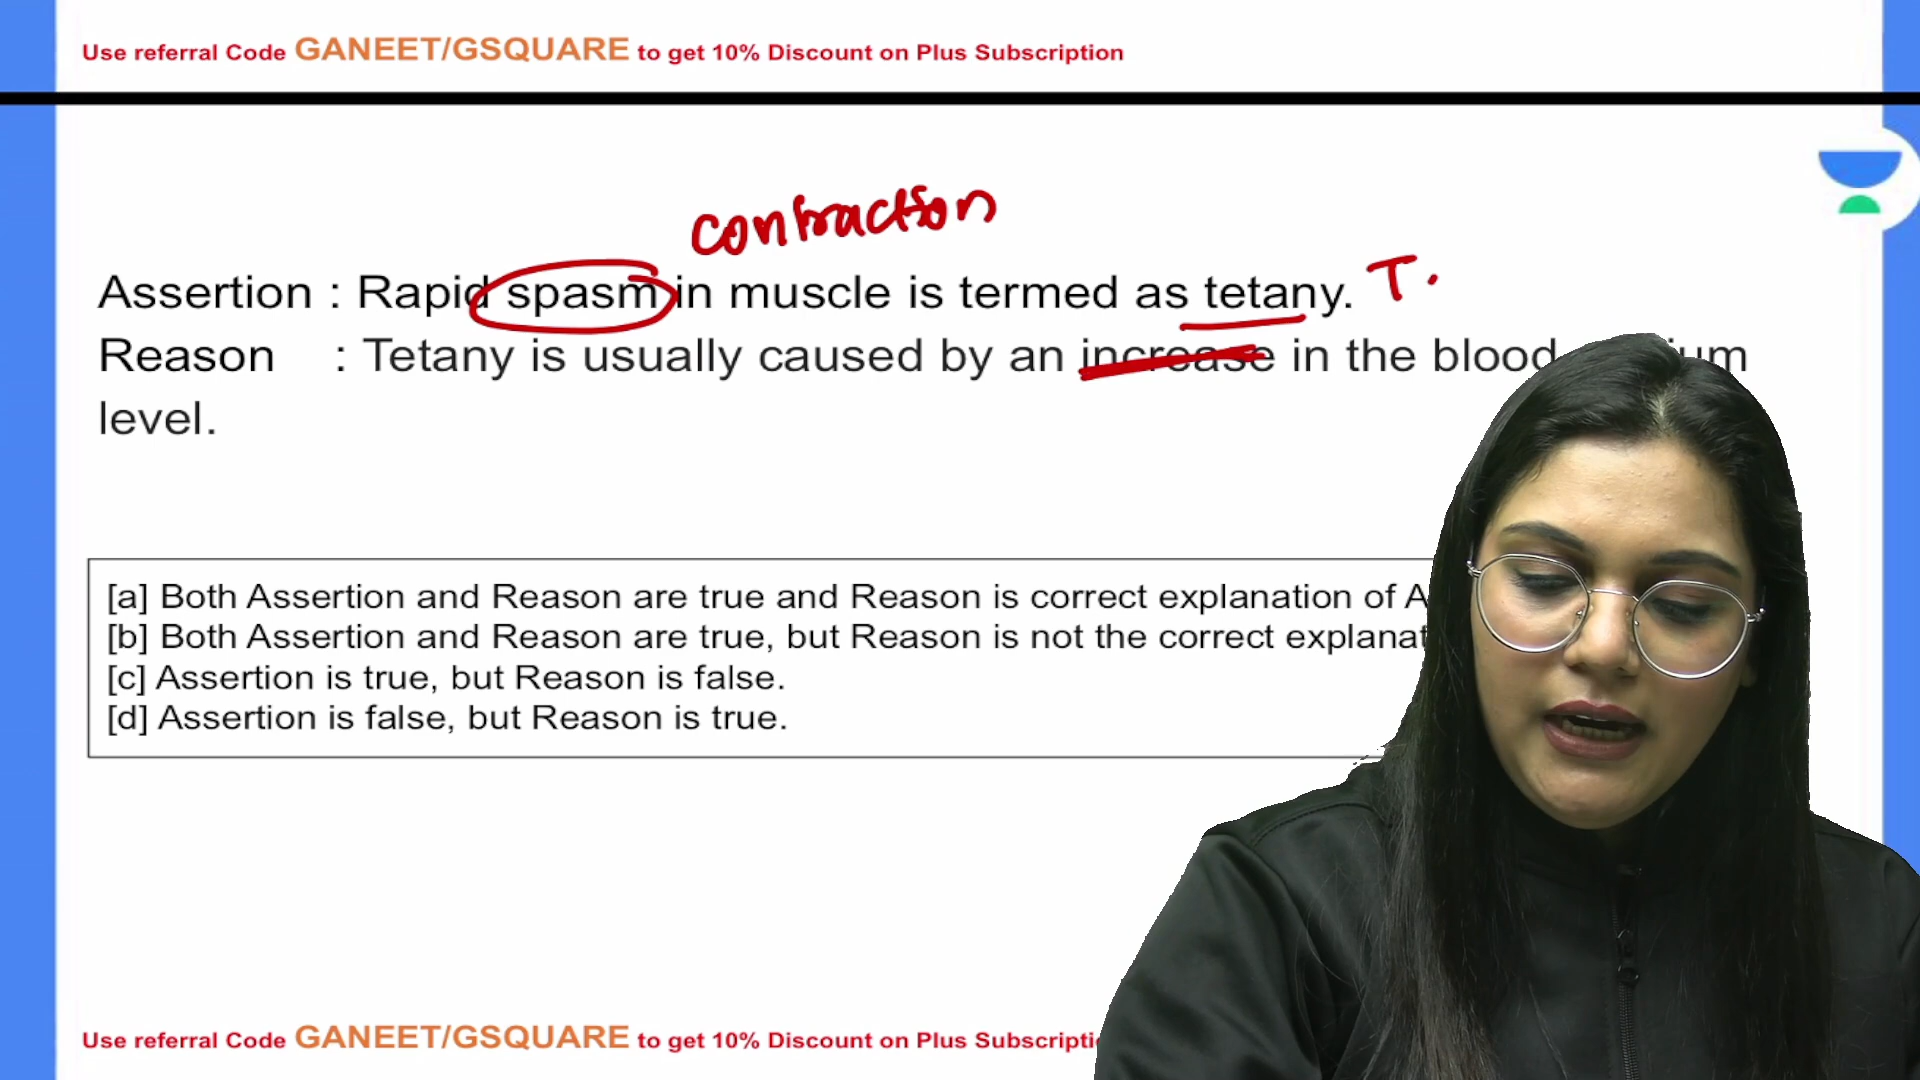 Use referral Code GANEET/GSQUARE to get 10% Discount on Plus Subscription
contraction
Assertion : Rapid spasm in muscle is termed as tetany. T.
Reason : Tetany is usually caused by an increase in the blood
level.
[a] Both Assertion and Reason are true and Reason is correct explanation of
[b] Both Assertion and Reason are true, but Reason is not the correct
[c] Assertion is true, but Reason is false.
[d] Assertion is false, but Reason is true.
Use referral Code GANEET/GSQUARE to get 10% Discount on Plus